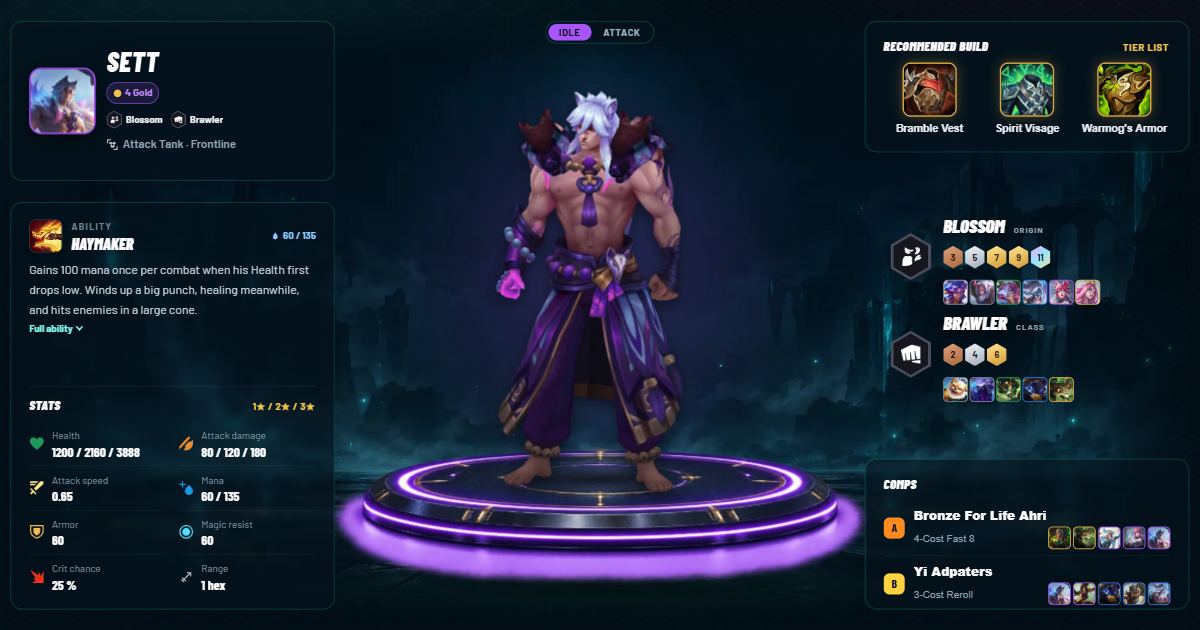 SETT
4 Gold
Blossom Brawler
Attack Tank · Frontline
ABILITY
HAYMAKER
60 / 135
Gains 100 mana once per combat when his Health first
drops low. Winds up a big punch, healing meanwhile,
and hits enemies in a large cone.
Full ability
STATS
1★ / 2★ / 3★
Health
1200 / 2160 / 3888
Attack damage
80 / 120 / 180
Attack speed
0.65
Mana
60 / 135
Armor
60
Magic resist
60
Crit chance
25 %
Range
1 hex
IDLE ATTACK
RECOMMENDED BUILD
TIER LIST
Bramble Vest
Spirit Visage
Warmog's Armor
BLOSSOM ORIGIN
3 5 7 9 11
BRAWLER CLASS
2 4 6
COMPS
A
Bronze For Life Ahri
4-Cost Fast 8
B
Yi Adpaters
3-Cost Reroll